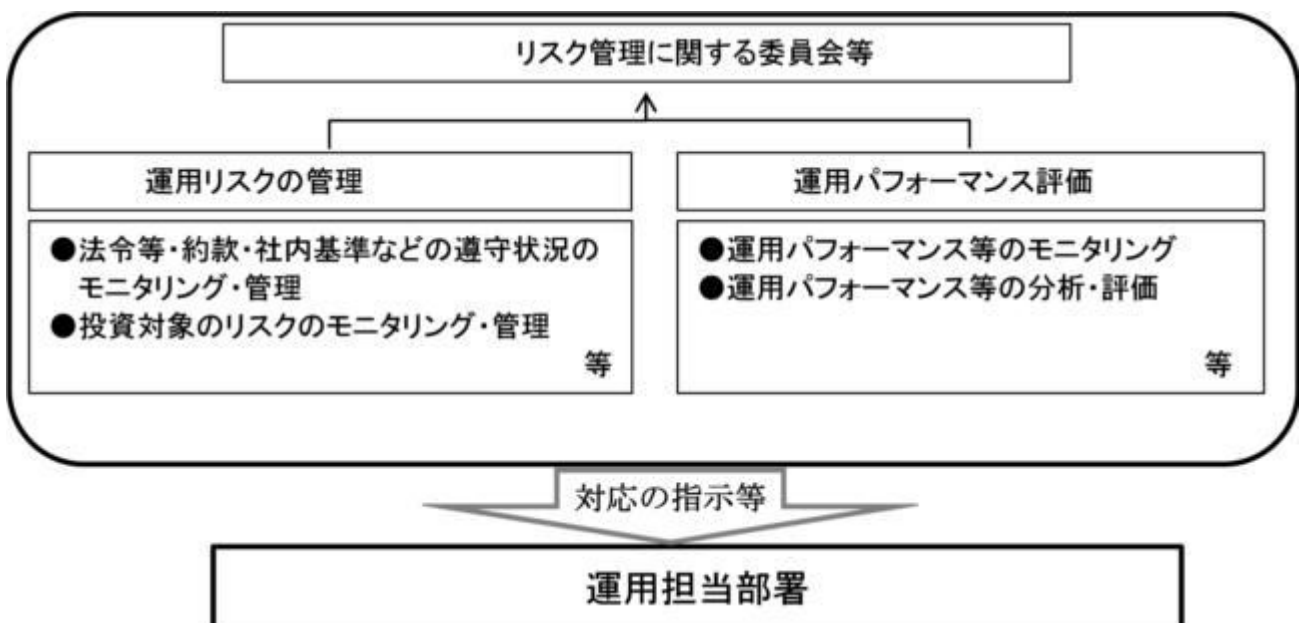 リスク管理に関する委員会等
運用リスクの管理
●法令等・約款・社内基準などの遵守状況の
モニタリング・管理
●投資対象のリスクのモニタリング・管理
等
運用パフォーマンス評価
●運用パフォーマンス等のモニタリング
●運用パフォーマンス等の分析・評価
等
対応の指示等
運用担当部署